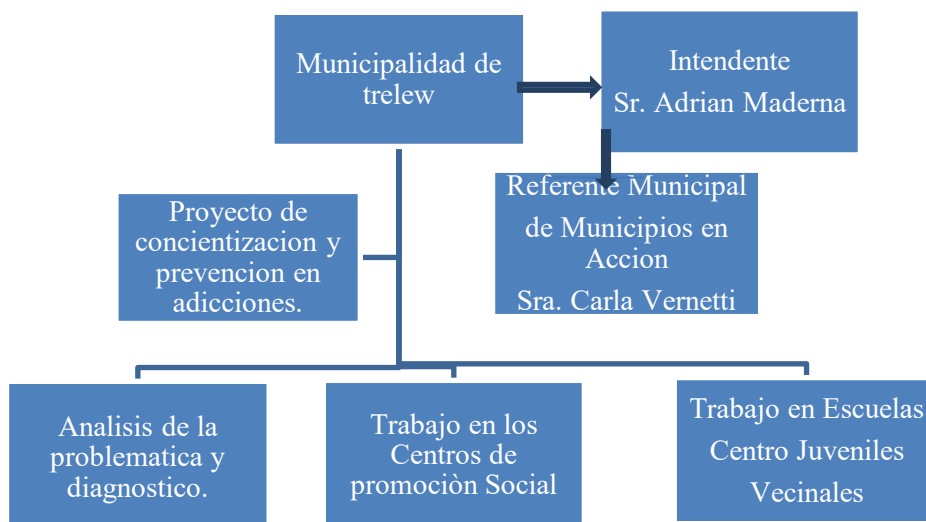 Municipalidad de
trelew
Intendente
Sr. Adrian Maderna
Referente Municipal
de Municipios en
Accion
Sra. Carla Vernetti
Proyecto de
concientizacion y
prevencion en
adicciones.
Analisis de la
problematica y
diagnostico.
Trabajo en los
Centros de
promociòn Social
Trabajo en Escuelas
Centro Juveniles
Vecinales